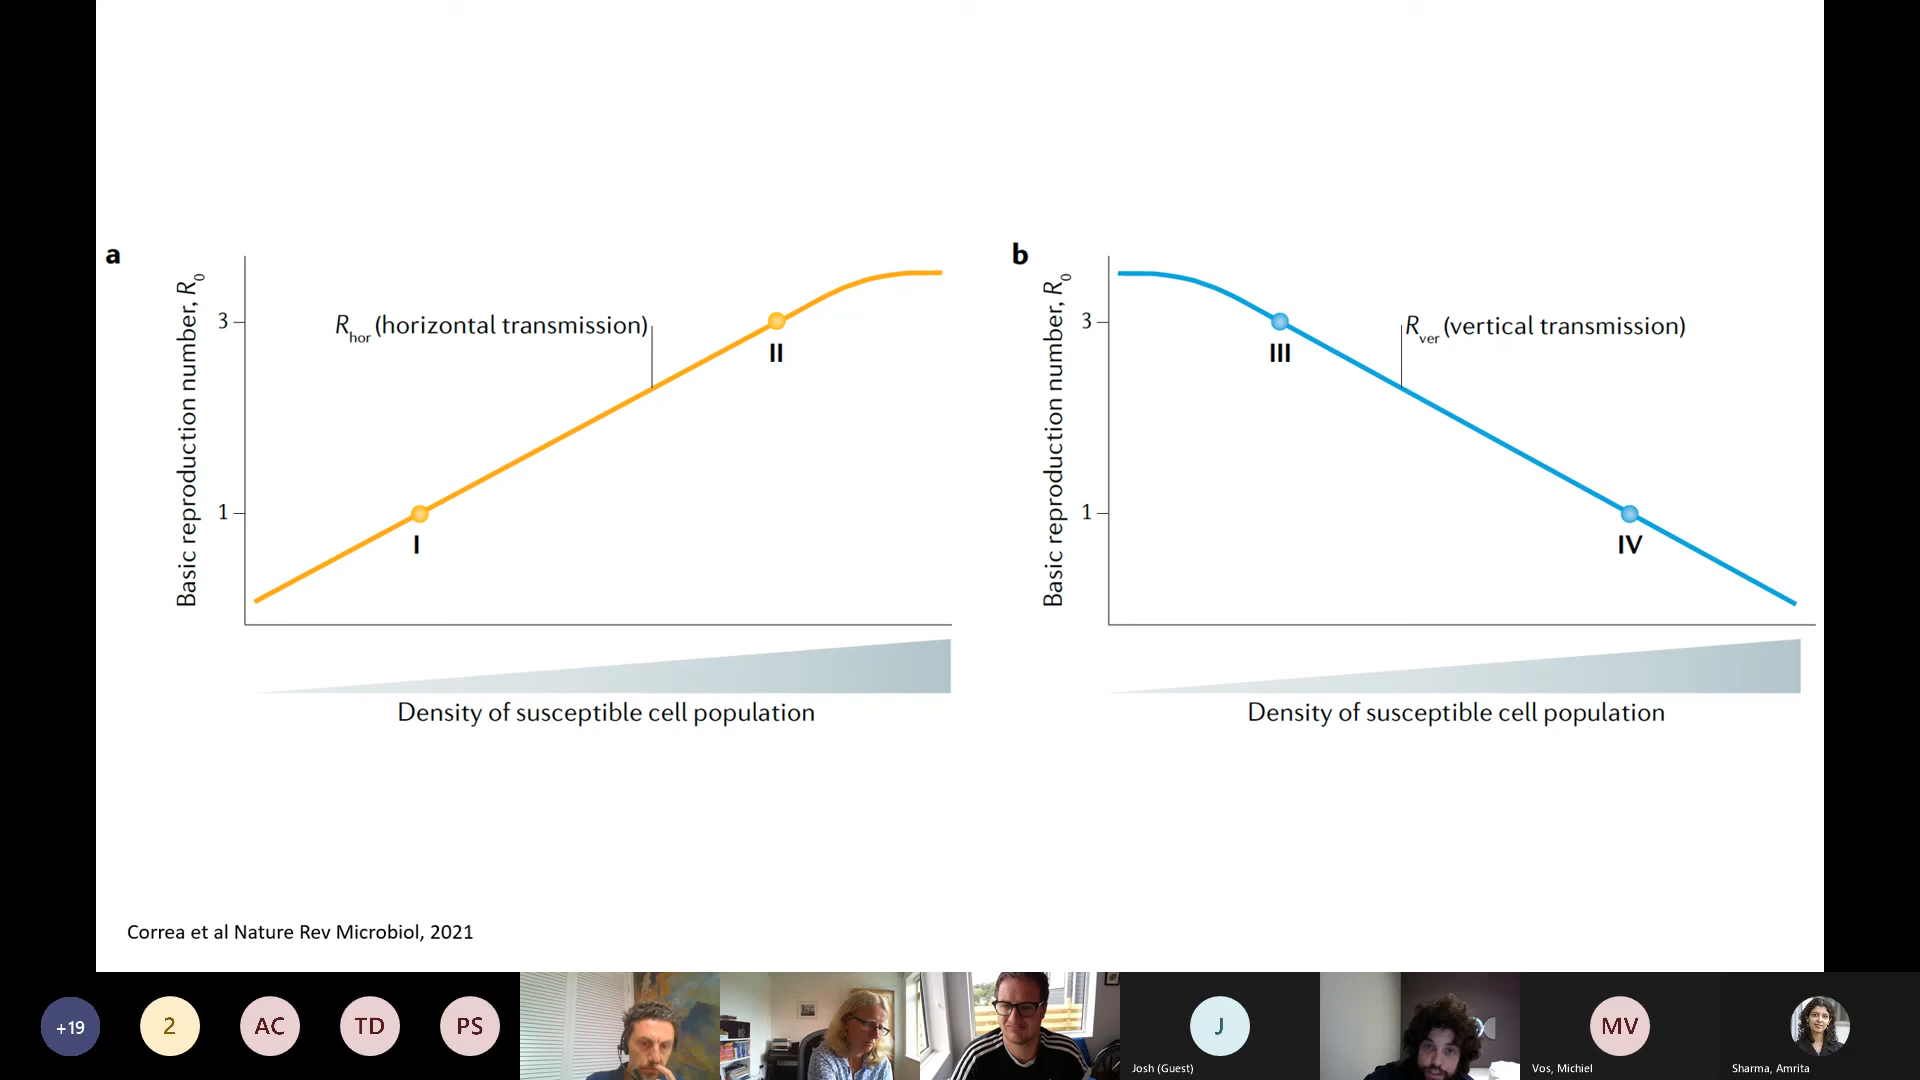 a
Basic reproduction number, R0
3
1
Rhor (horizontal transmission)
II
I
Density of susceptible cell population
b
Basic reproduction number, R0
3
1
Rver (vertical transmission)
III
IV
Density of susceptible cell population
Correa et al Nature Rev Microbiol, 2021
+19
2
AC
TD
PS
J
Josh (Guest)
MV
Vos, Michiel
Sharma, Amrita